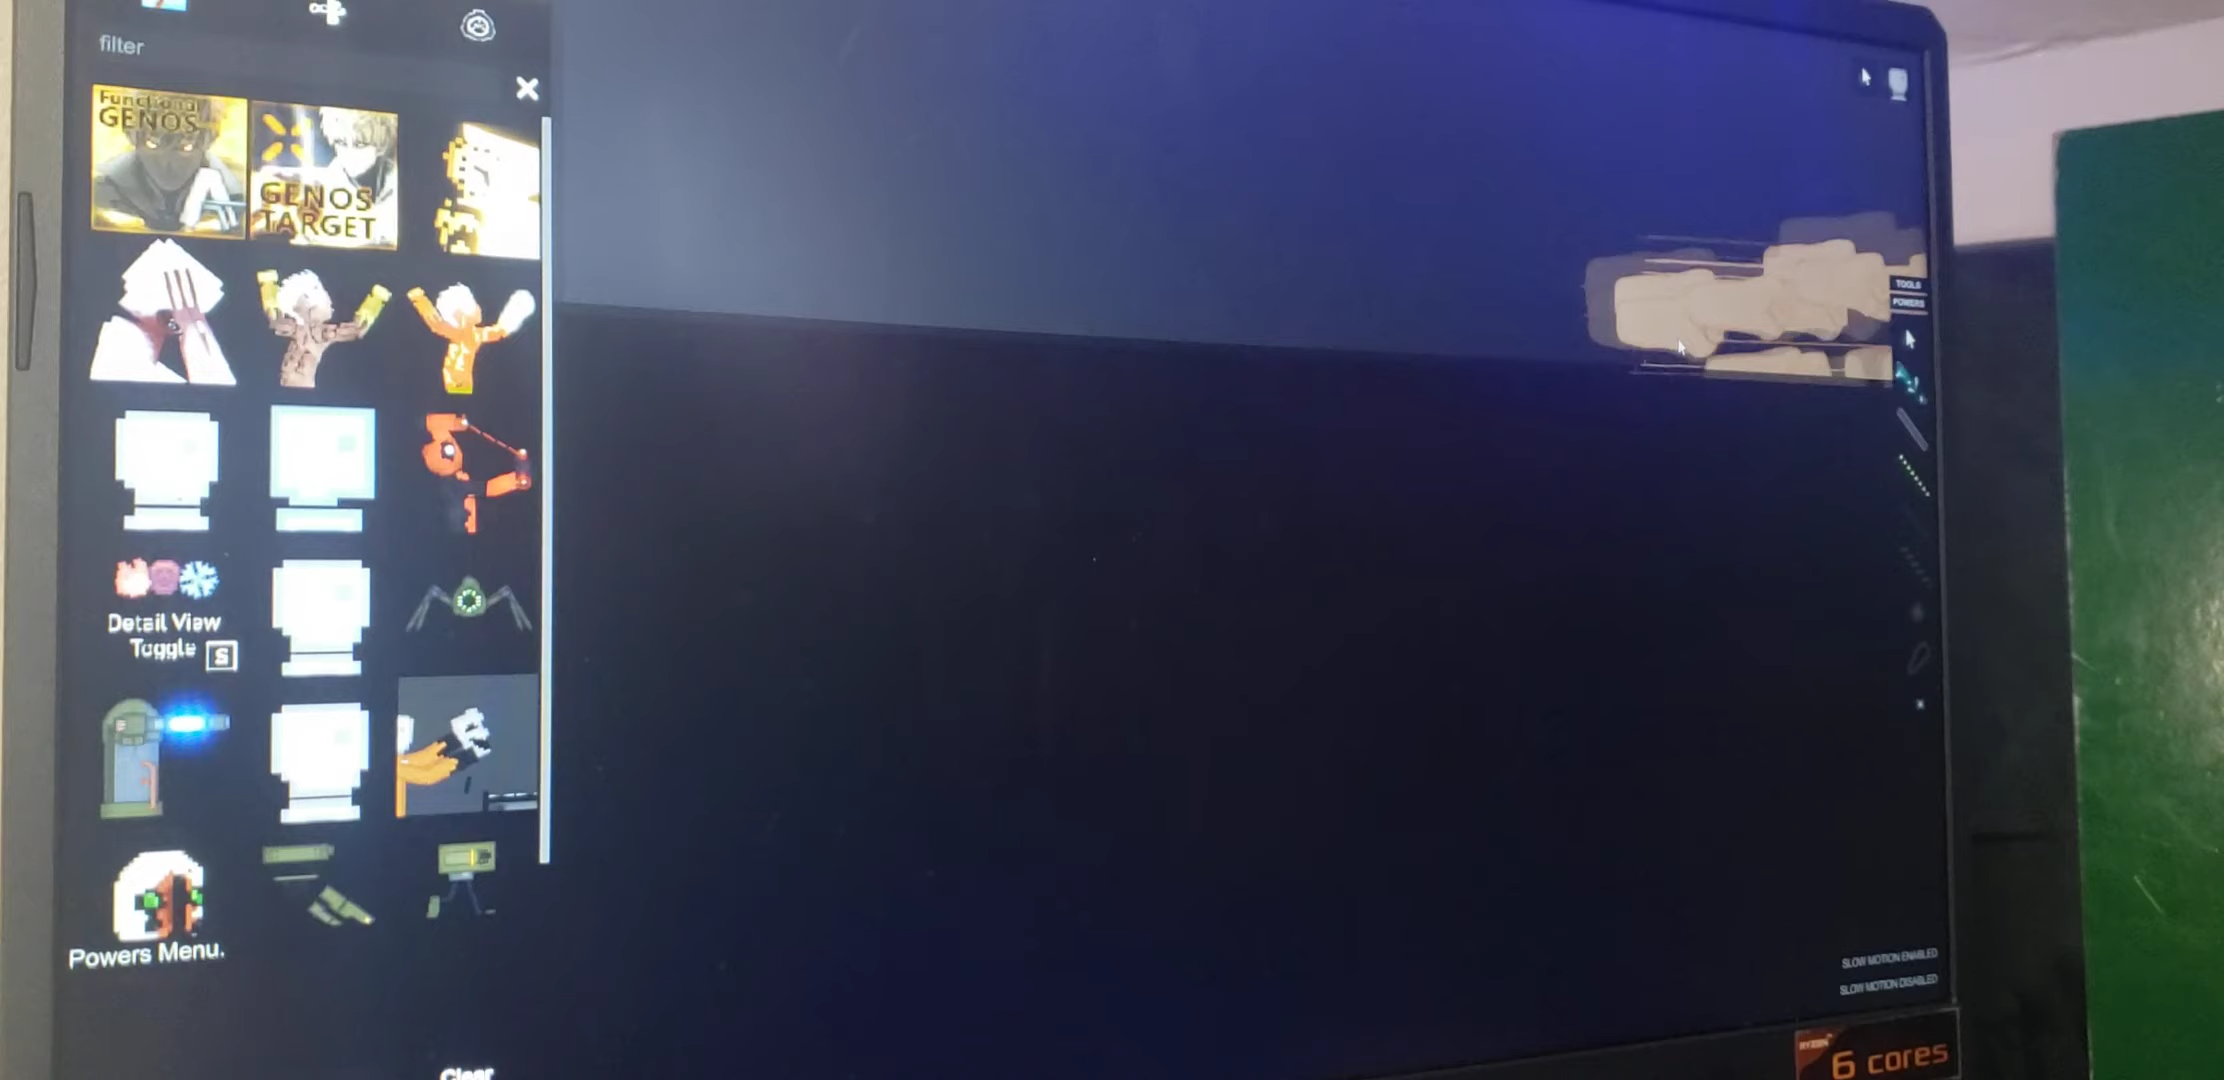 filter
Functional
GENOS
GENOS
TARGET
TOOLS
POWERS
Detail View
Toggle
S
Powers Menu.
SLOW MOTION ENABLED
SLOW MOTION DISABLED
Clear
RYZEN
6 cores